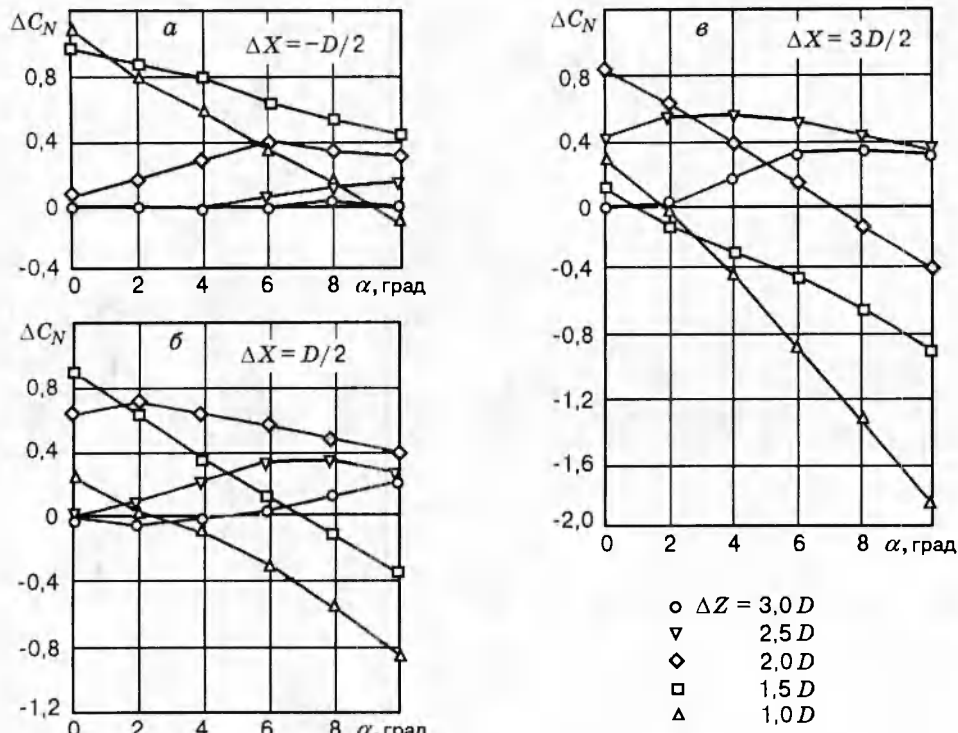 ΔC_N
а
ΔX = −D/2
0,8
0,4
0
-0,4
0 2 4 6 8 α, град
ΔC_N
б
ΔX = D/2
0,8
0,4
0
-0,4
-0,8
-1,2
0 2 4 6 8 α, град
ΔC_N
в
ΔX = 3D/2
0,8
0,4
0
-0,4
-0,8
-1,2
-1,6
-2,0
0 2 4 6 8 α, град
ΔZ = 3,0 D
2,5 D
2,0 D
1,5 D
1,0 D